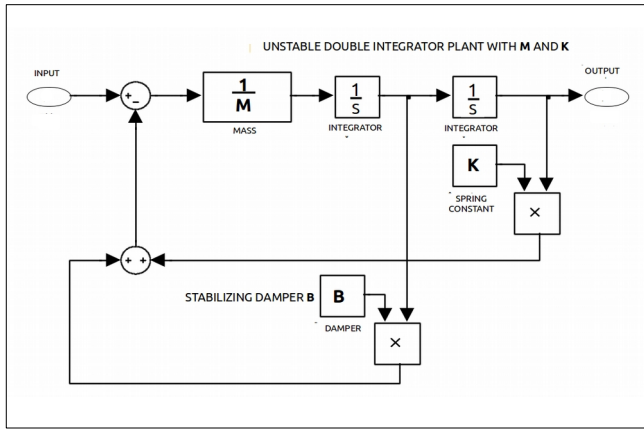 UNSTABLE DOUBLE INTEGRATOR PLANT WITH M AND K
INPUT
OUTPUT
+
−
1
M
1
S
1
S
MASS
INTEGRATOR
INTEGRATOR
K
SPRING
CONSTANT
×
+ +
STABILIZING DAMPER B
B
DAMPER
×